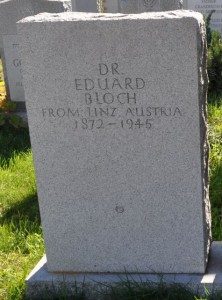 DR.
EDUARD
BLOCH
FROM LINZ, AUSTRIA
1872-1945